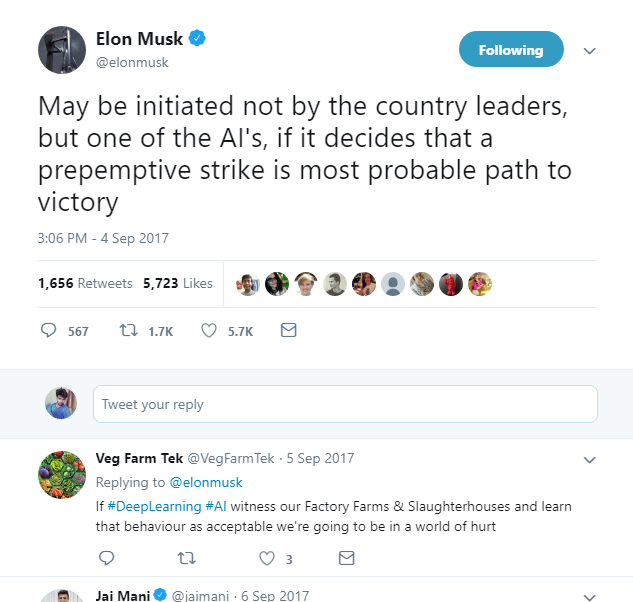 Elon Musk
@elonmusk
Following
May be initiated not by the country leaders,
but one of the AI's, if it decides that a
prepemptive strike is most probable path to
victory
3:06 PM - 4 Sep 2017
1,656 Retweets 5,723 Likes
567 1.7K 5.7K
Tweet your reply
Veg Farm Tek @VegFarmTek · 5 Sep 2017
Replying to @elonmusk
If #DeepLearning #AI witness our Factory Farms & Slaughterhouses and learn
that behaviour as acceptable we're going to be in a world of hurt
3
Jai Mani @jaimani · 6 Sep 2017